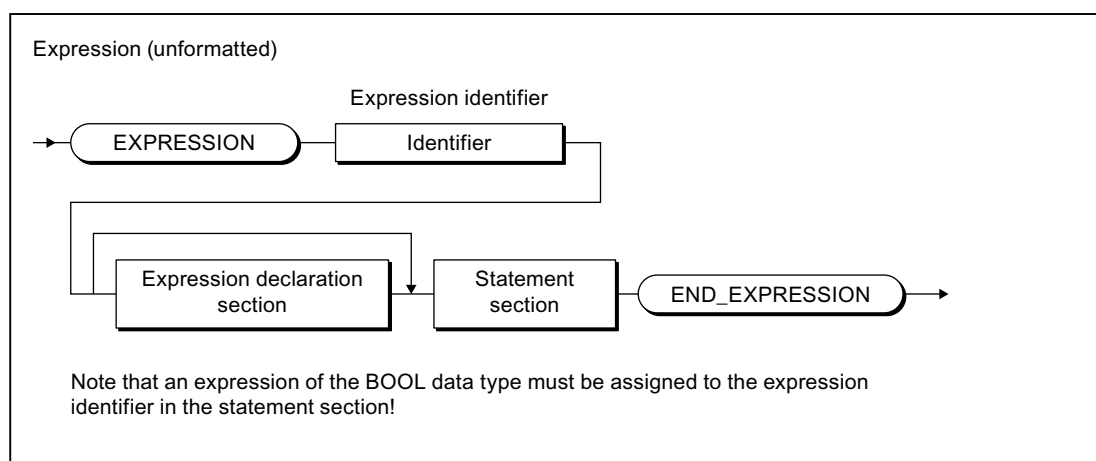 Expression (unformatted)
Expression identifier
EXPRESSION
Identifier
Expression declaration
section
Statement
section
END_EXPRESSION
Note that an expression of the BOOL data type must be assigned to the expression
identifier in the statement section!